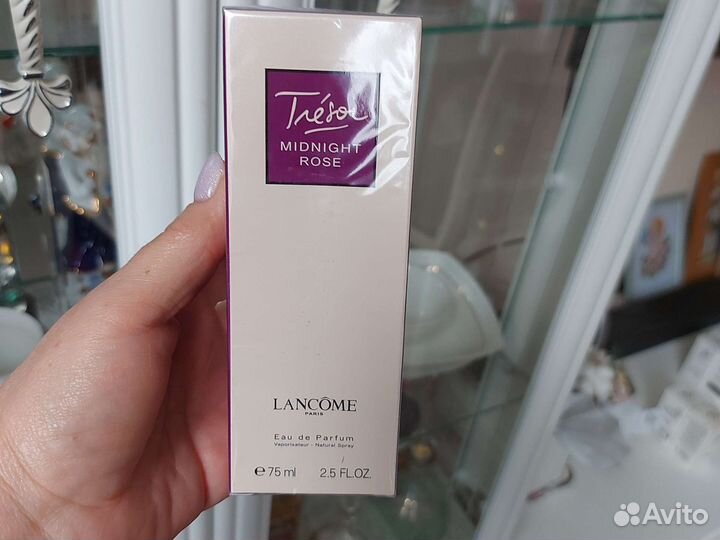 Trésor
MIDNIGHT
ROSE
LANCÔME
PARIS
Eau de Parfum
Vaporisateur - Natural Spray
℮ 75 ml 2.5 FL.OZ.
Avito